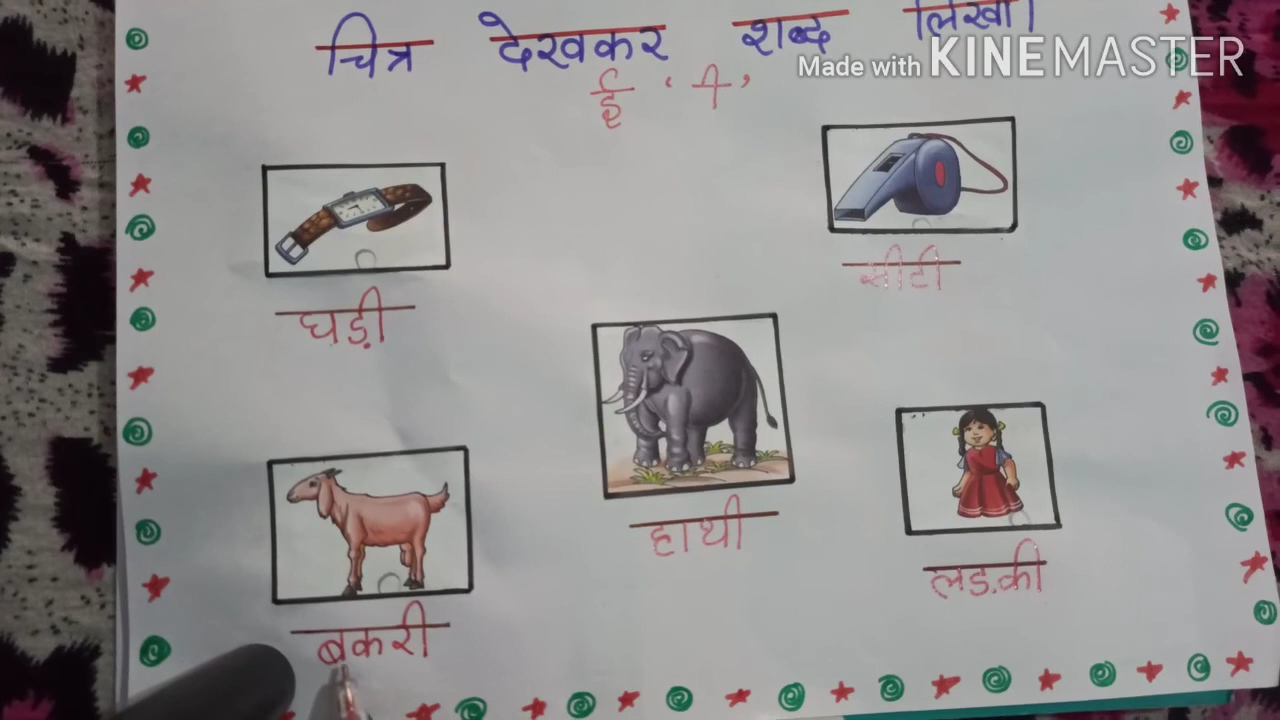 चित्र देखकर शब्द लिखो।
Made with KINEMASTER
ई ' ी '
घड़ी
सीटी
हाथी
बकरी
लड़की